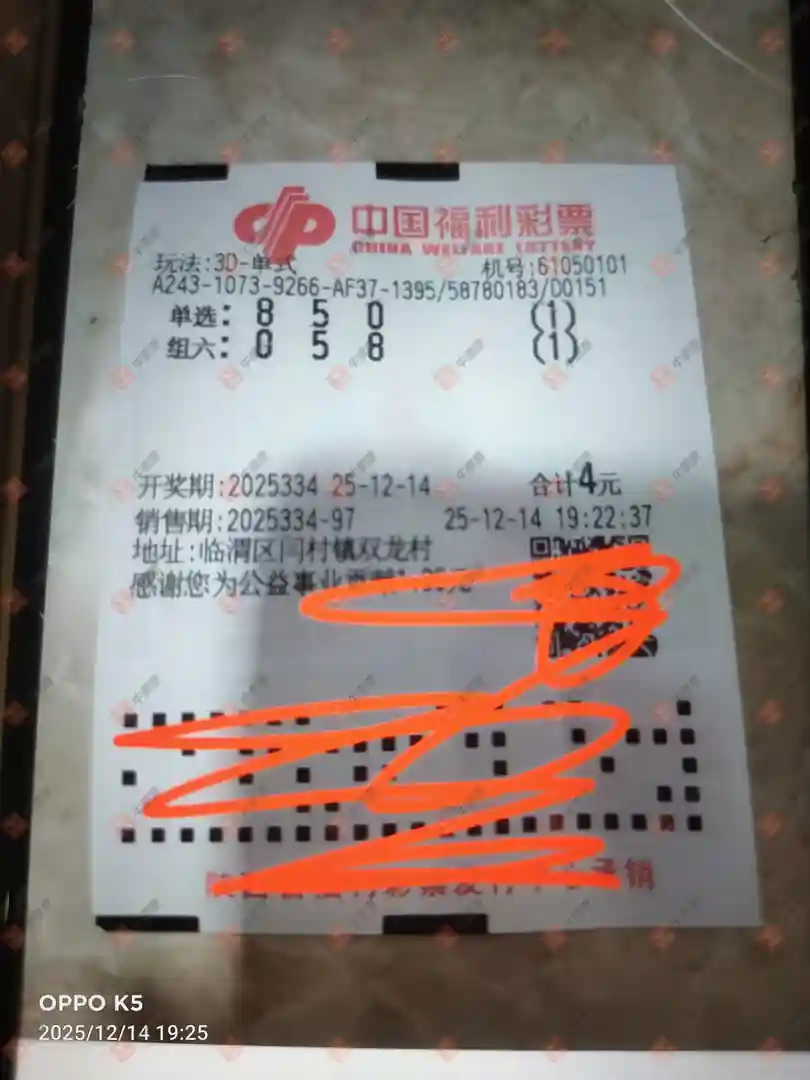 中国福利彩票
CHINA WELFARE LOTTERY
玩法:3D-单式 机号:61050101
A243-1073-9266-AF37-1395/58780183/D0151
单选: 8 5 0 (1)
组六: 0 5 8 (1)
开奖期:2025334 25-12-14 合计4元
销售期:2025334-97 25-12-14 19:22:37
地址:临渭区闫村镇双龙村
感谢您为公益事业贡献
OPPO K5
2025/12/14 19:25